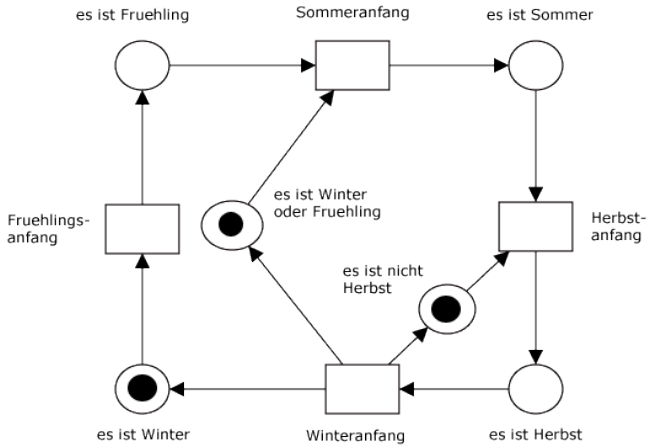 es ist Fruehling
Sommeranfang
es ist Sommer
es ist Winter
oder Fruehling
Fruehlings-
anfang
Herbst-
anfang
es ist nicht
Herbst
es ist Winter
Winteranfang
es ist Herbst